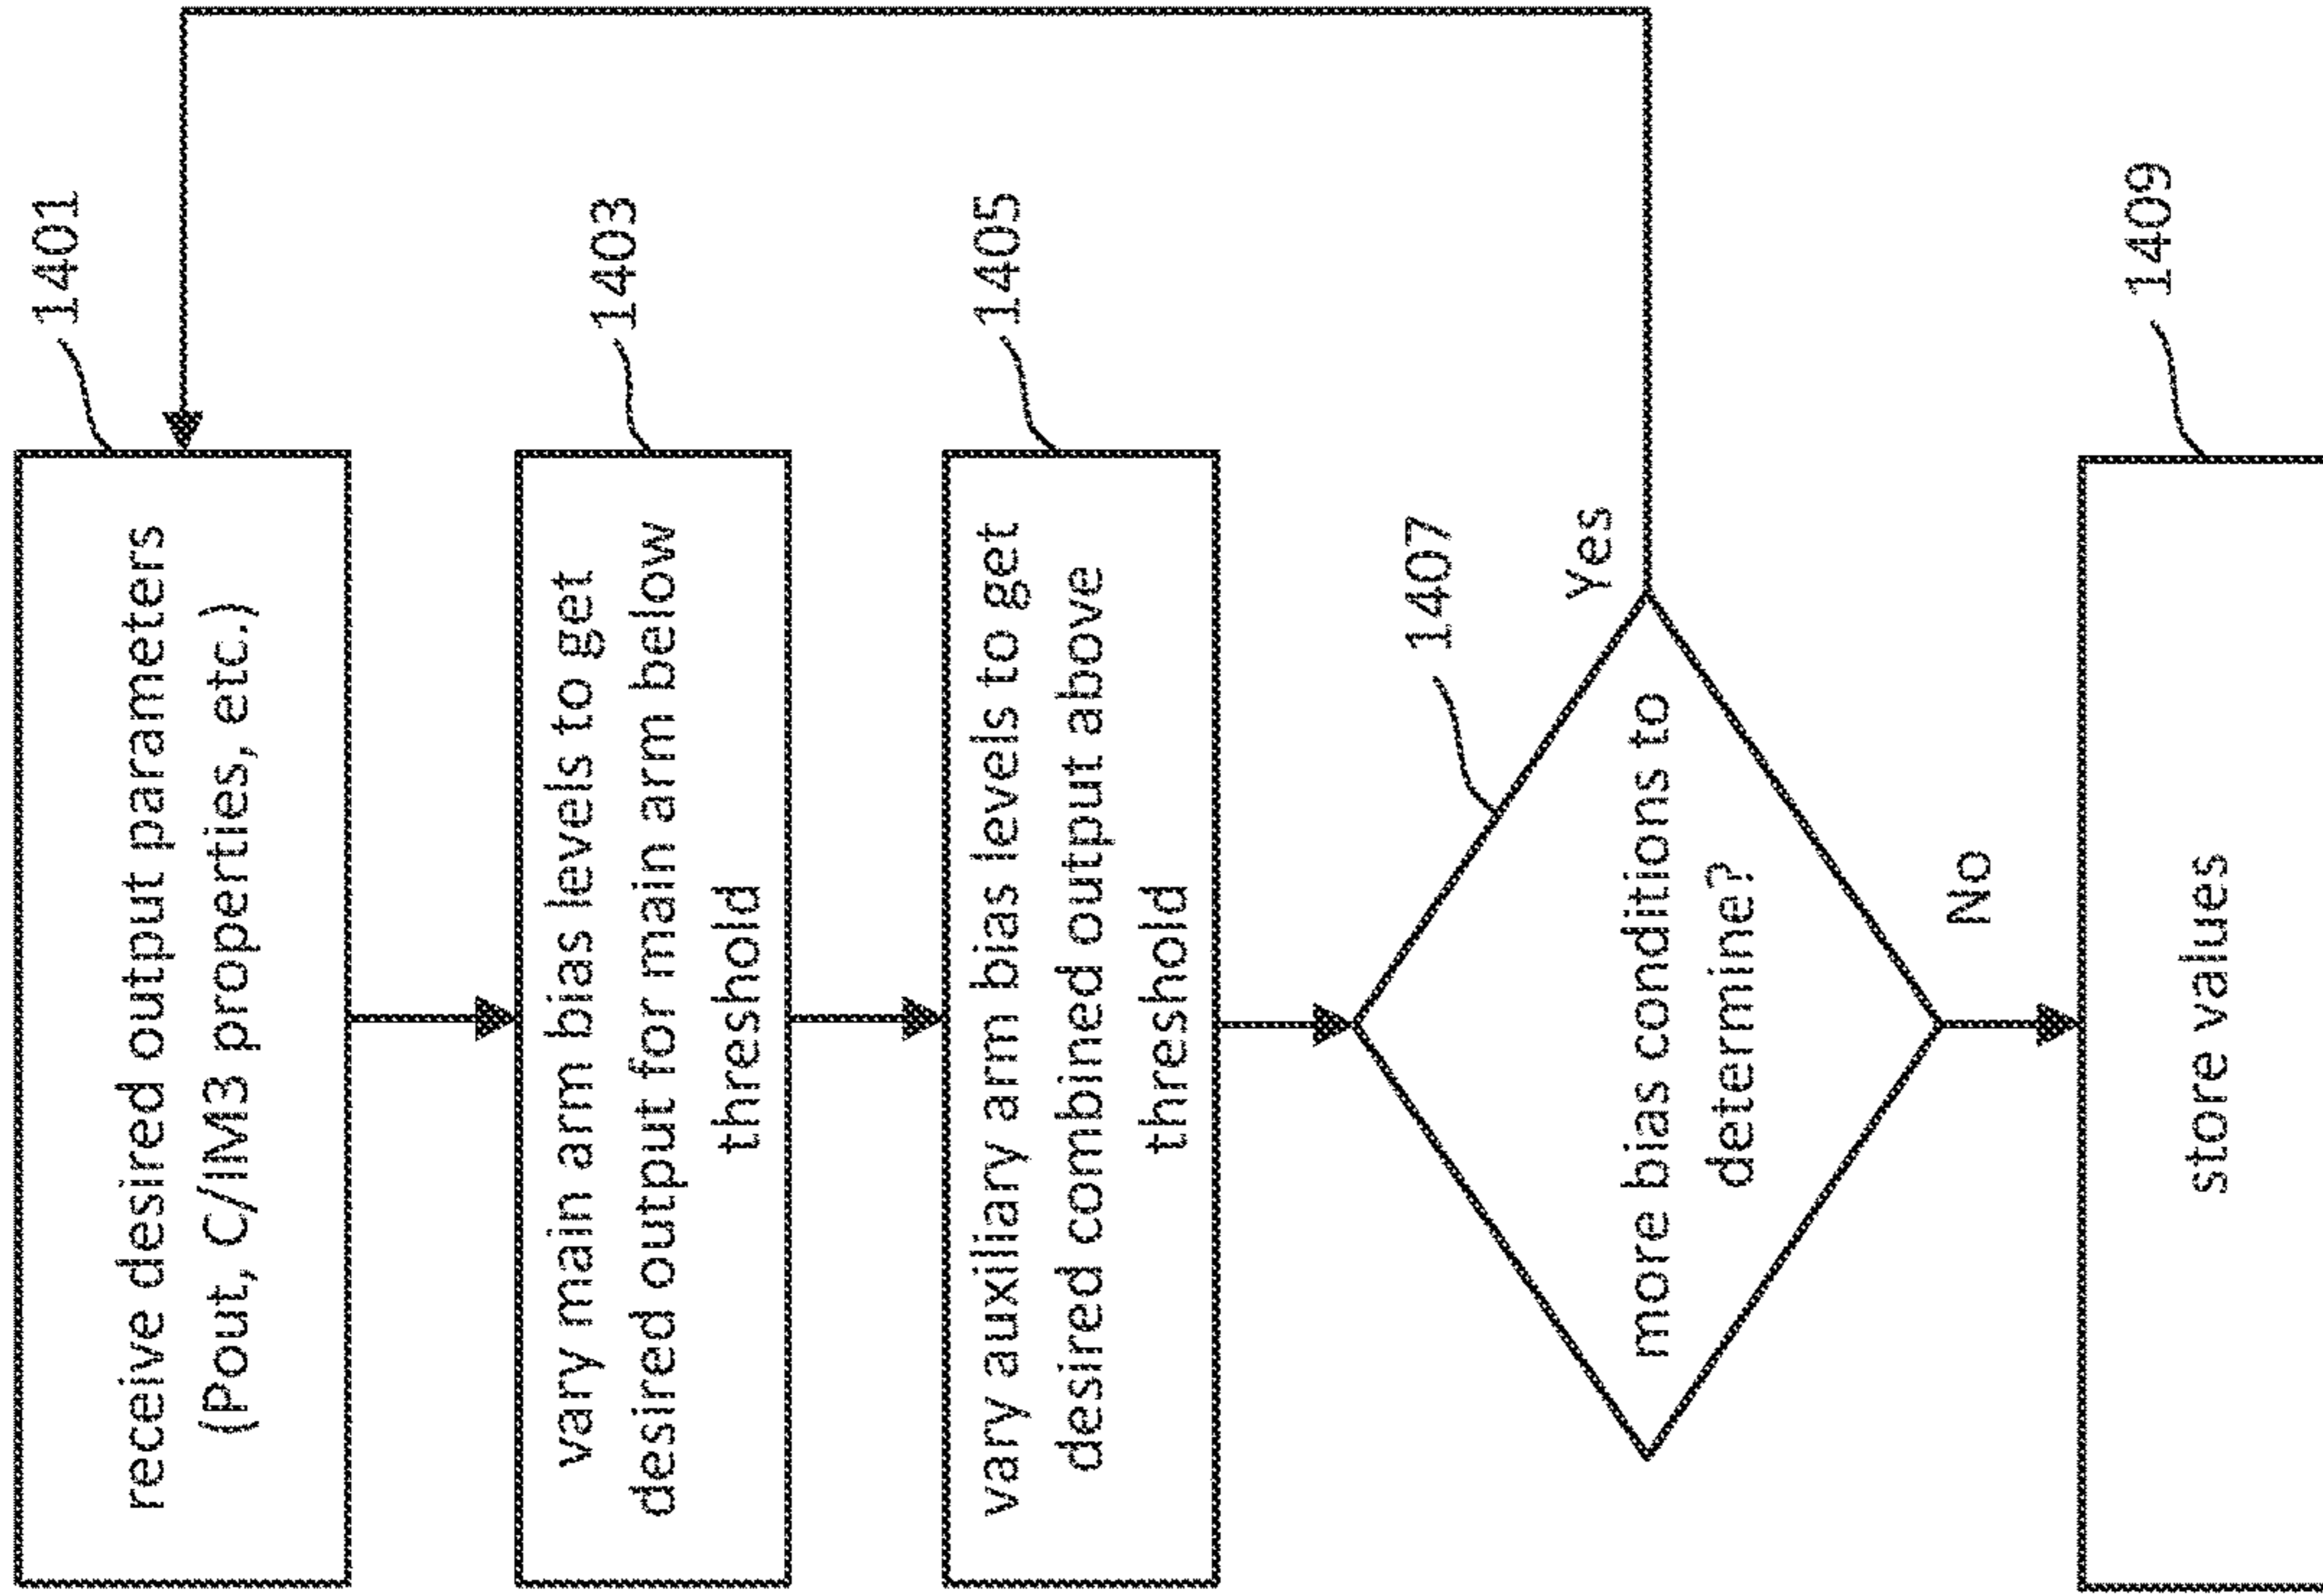 1401
receive desired output parameters
(Pout, C/IM3 properties, etc.)
1403
vary main arm bias levels to get
desired output for main arm below
threshold
1405
vary auxiliary arm bias levels to get
desired combined output above
threshold
1407
more bias conditions to
determine?
Yes
No
1409
store values